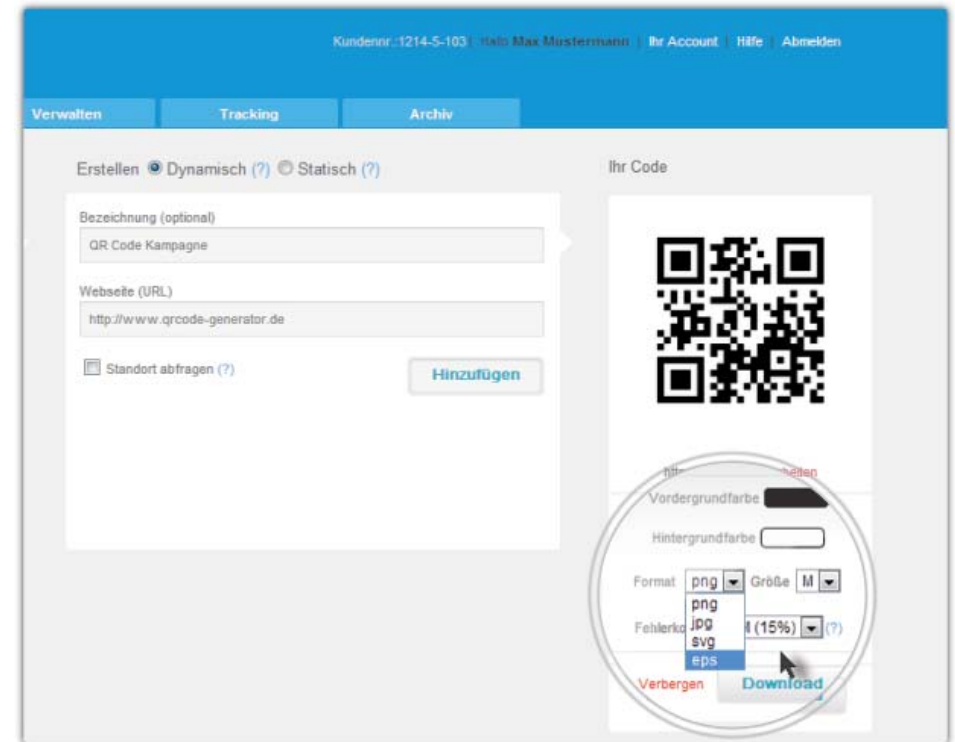 Kundennr.:1214-5-103 | Hallo Max Mustermann | Ihr Account | Hilfe | Abmelden
Verwalten Tracking Archiv
Erstellen Dynamisch (?) Statisch (?)
Ihr Code
Bezeichnung (optional)
QR Code Kampagne
Webseite (URL)
http://www.qrcode-generator.de
Standort abfragen (?)
Hinzufügen
Vordergrundfarbe
Hintergrundfarbe
Format png Größe M
png
jpg
svg
eps
(15%) (?)
Verbergen Download